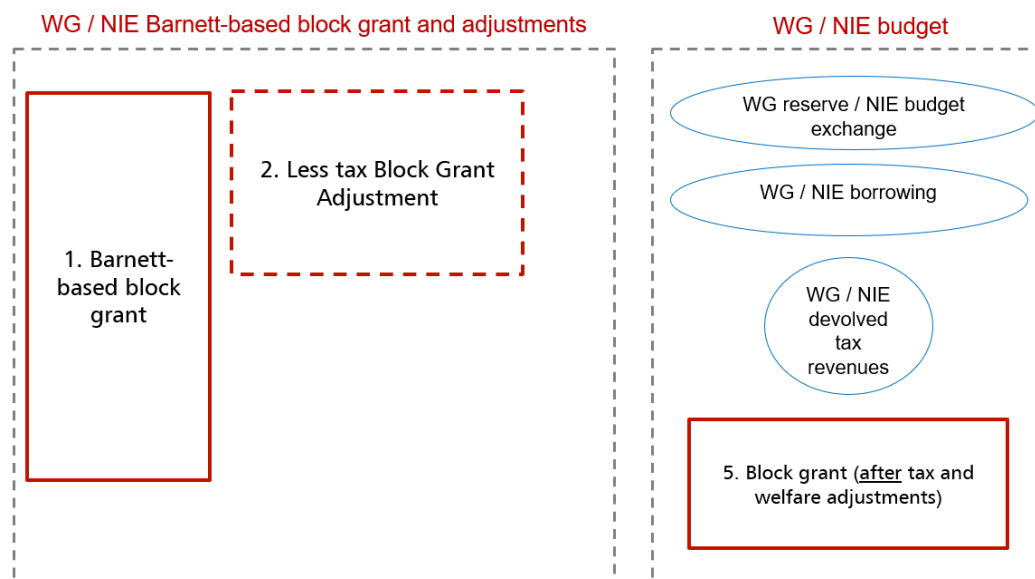 WG / NIE Barnett-based block grant and adjustments
1. Barnett-
based block
grant
2. Less tax Block Grant
Adjustment
WG / NIE budget
WG reserve / NIE budget
exchange
WG / NIE borrowing
WG / NIE
devolved
tax
revenues
5. Block grant (after tax and
welfare adjustments)